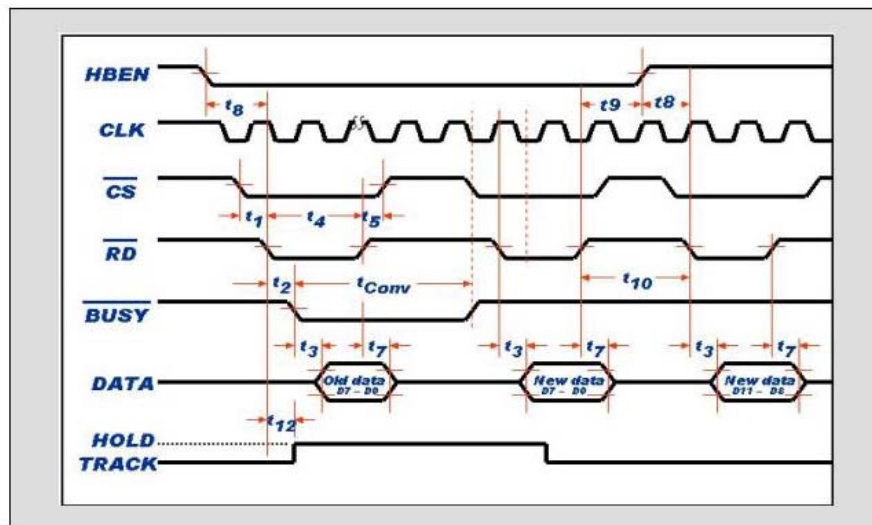 HBEN
t8 t9 t8
CLK
CS
t1 t4 t5
RD
t2 tConv t10
BUSY
t3 t7 t3 t7 t3 t7
DATA Old data New data New data
D7 - D0 D7 - D0 D11 - D8
t12
HOLD
TRACK